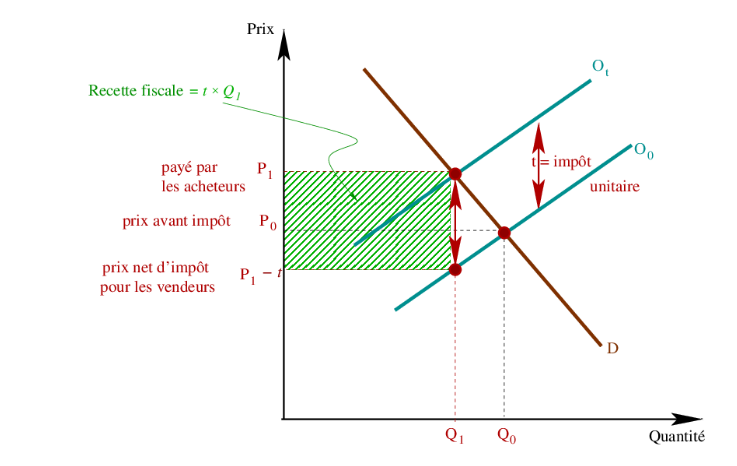 Prix
O_t
Recette fiscale = t × Q_1
O_0
t = impôt
unitaire
payé par
les acheteurs
P_1
prix avant impôt
P_0
prix net d'impôt
pour les vendeurs
P_1 − t
D
Q_1
Q_0
Quantité